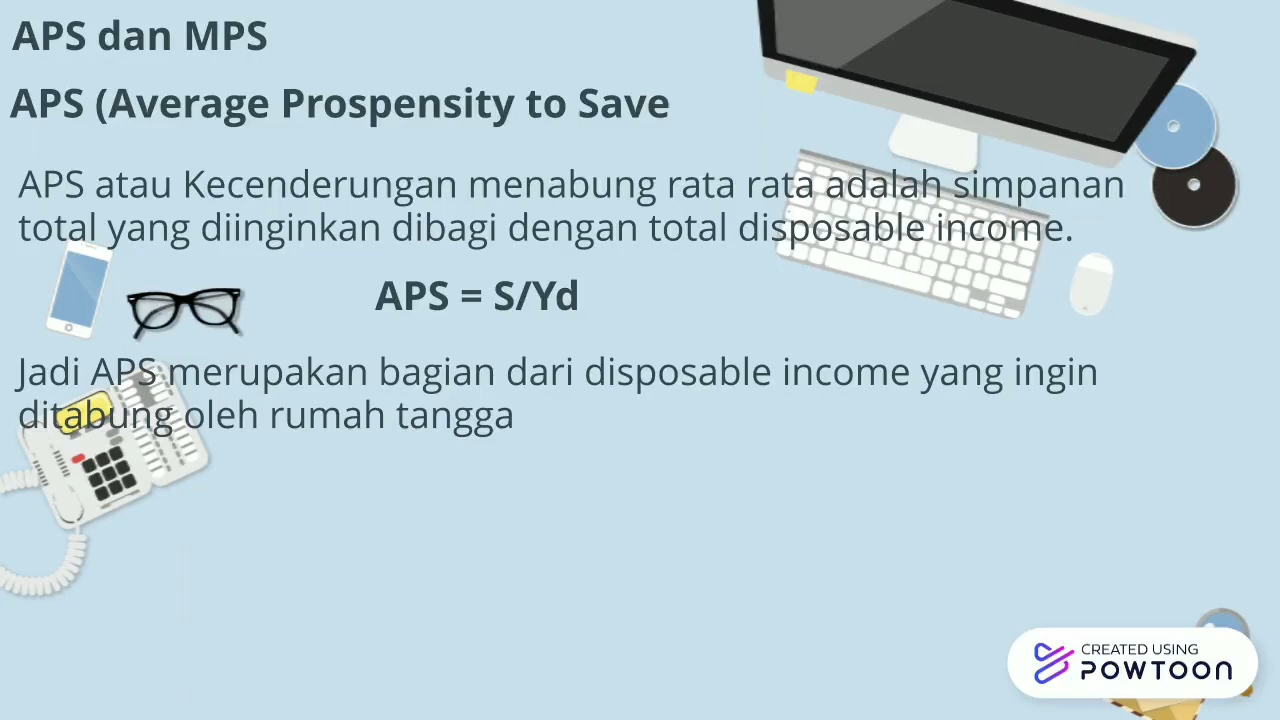 APS dan MPS
APS (Average Prospensity to Save
APS atau Kecenderungan menabung rata rata adalah simpanan
total yang diinginkan dibagi dengan total disposable income.
APS = S/Yd
Jadi APS merupakan bagian dari disposable income yang ingin
ditabung oleh rumah tangga
CREATED USING
POWTOON